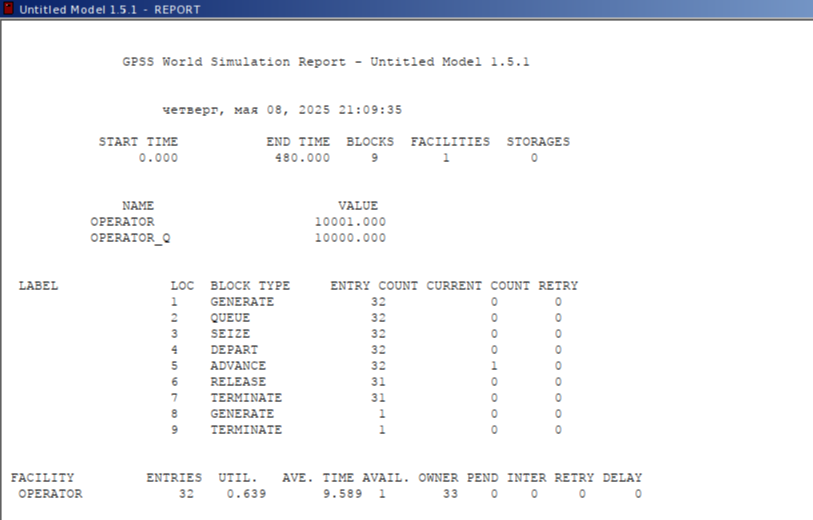 Untitled Model 1.5.1 - REPORT
GPSS World Simulation Report - Untitled Model 1.5.1
четверг, мая 08, 2025 21:09:35
START TIME END TIME BLOCKS FACILITIES STORAGES
0.000 480.000 9 1 0
NAME VALUE
OPERATOR 10001.000
OPERATOR_Q 10000.000
LABEL LOC BLOCK TYPE ENTRY COUNT CURRENT COUNT RETRY
1 GENERATE 32 0 0
2 QUEUE 32 0 0
3 SEIZE 32 0 0
4 DEPART 32 0 0
5 ADVANCE 32 1 0
6 RELEASE 31 0 0
7 TERMINATE 31 0 0
8 GENERATE 1 0 0
9 TERMINATE 1 0 0
FACILITY ENTRIES UTIL. AVE. TIME AVAIL. OWNER PEND INTER RETRY DELAY
OPERATOR 32 0.639 9.589 1 33 0 0 0 0